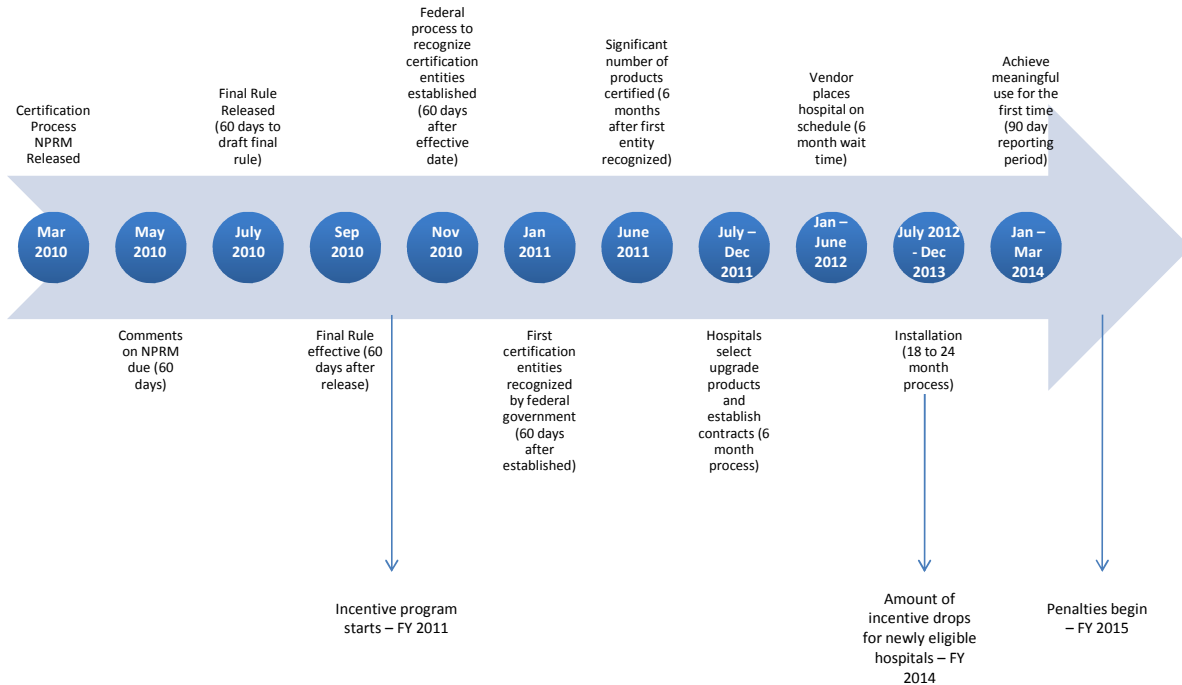 Certification
Process
NPRM
Released
Final Rule
Released
(60 days to
draft final
rule)
Federal
process to
recognize
certification
entities
established
(60 days
after
effective
date)
Significant
number of
products
certified (6
months
after first
entity
recognized)
Vendor
places
hospital on
schedule (6
month wait
time)
Achieve
meaningful
use for the
first time
(90 day
reporting
period)
Mar
2010
May
2010
July
2010
Sep
2010
Nov
2010
Jan
2011
June
2011
July –
Dec
2011
Jan –
June
2012
July 2012
- Dec
2013
Jan –
Mar
2014
Comments
on NPRM
due (60
days)
Final Rule
effective (60
days after
release)
First
certification
entities
recognized
by federal
government
(60 days
after
established)
Hospitals
select
upgrade
products
and
establish
contracts (6
month
process)
Installation
(18 to 24
month
process)
Incentive program
starts – FY 2011
Amount of
incentive drops
for newly eligible
hospitals – FY
2014
Penalties begin
– FY 2015